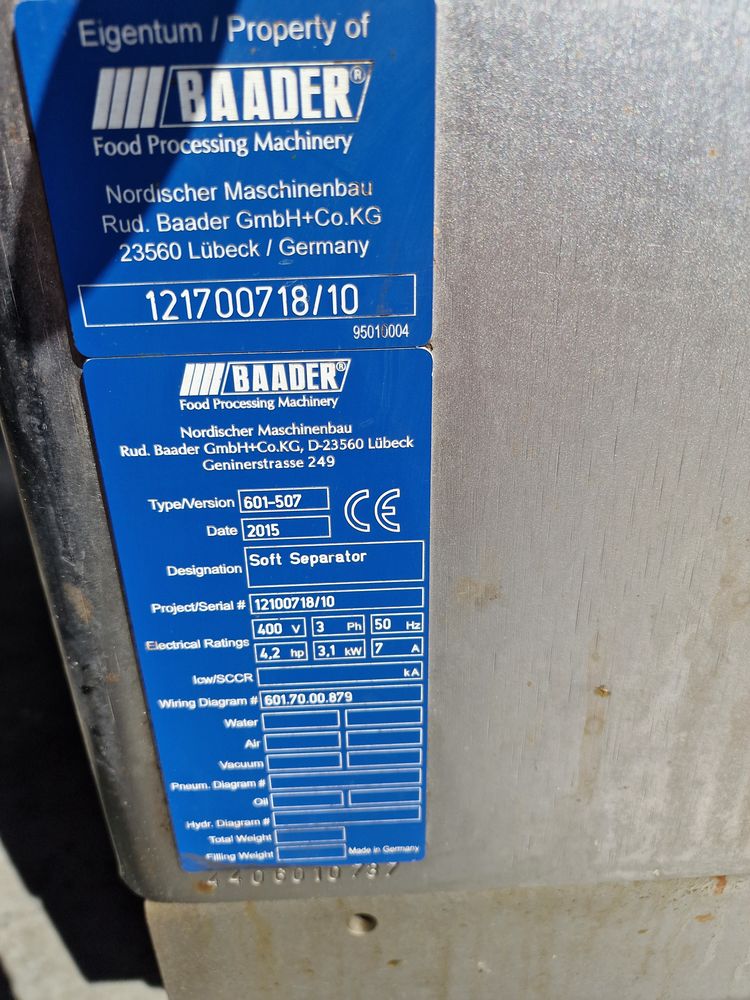 Eigentum / Property of
BAADER®
Food Processing Machinery
Nordischer Maschinenbau
Rud. Baader GmbH+Co.KG
23560 Lübeck / Germany
121700718/10
95010004
BAADER®
Food Processing Machinery
Nordischer Maschinenbau
Rud. Baader GmbH+Co.KG, D-23560 Lübeck
Geninerstrasse 249
Type/Version 601-507 CE
Date 2015
Designation Soft Separator
Project/Serial # 12100718/10
Electrical Ratings 400 V 3 Ph 50 Hz
4,2 hp 3,1 kW 7 A
Icw/SCCR kA
Wiring Diagram # 601.70.00.879
Water
Air
Vacuum
Pneum. Diagram #
Oil
Hydr. Diagram #
Total Weight
Filling Weight Made in Germany
4406010787